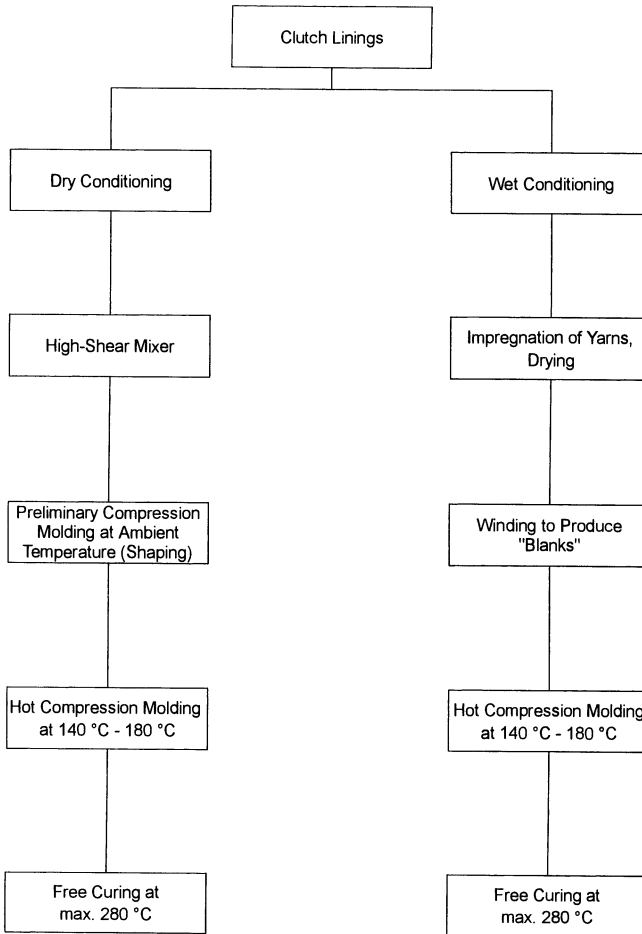 Clutch Linings
Dry Conditioning
Wet Conditioning
High-Shear Mixer
Impregnation of Yarns,
Drying
Preliminary Compression
Molding at Ambient
Temperature (Shaping)
Winding to Produce
"Blanks"
Hot Compression Molding
at 140 °C - 180 °C
Hot Compression Molding
at 140 °C - 180 °C
Free Curing at
max. 280 °C
Free Curing at
max. 280 °C